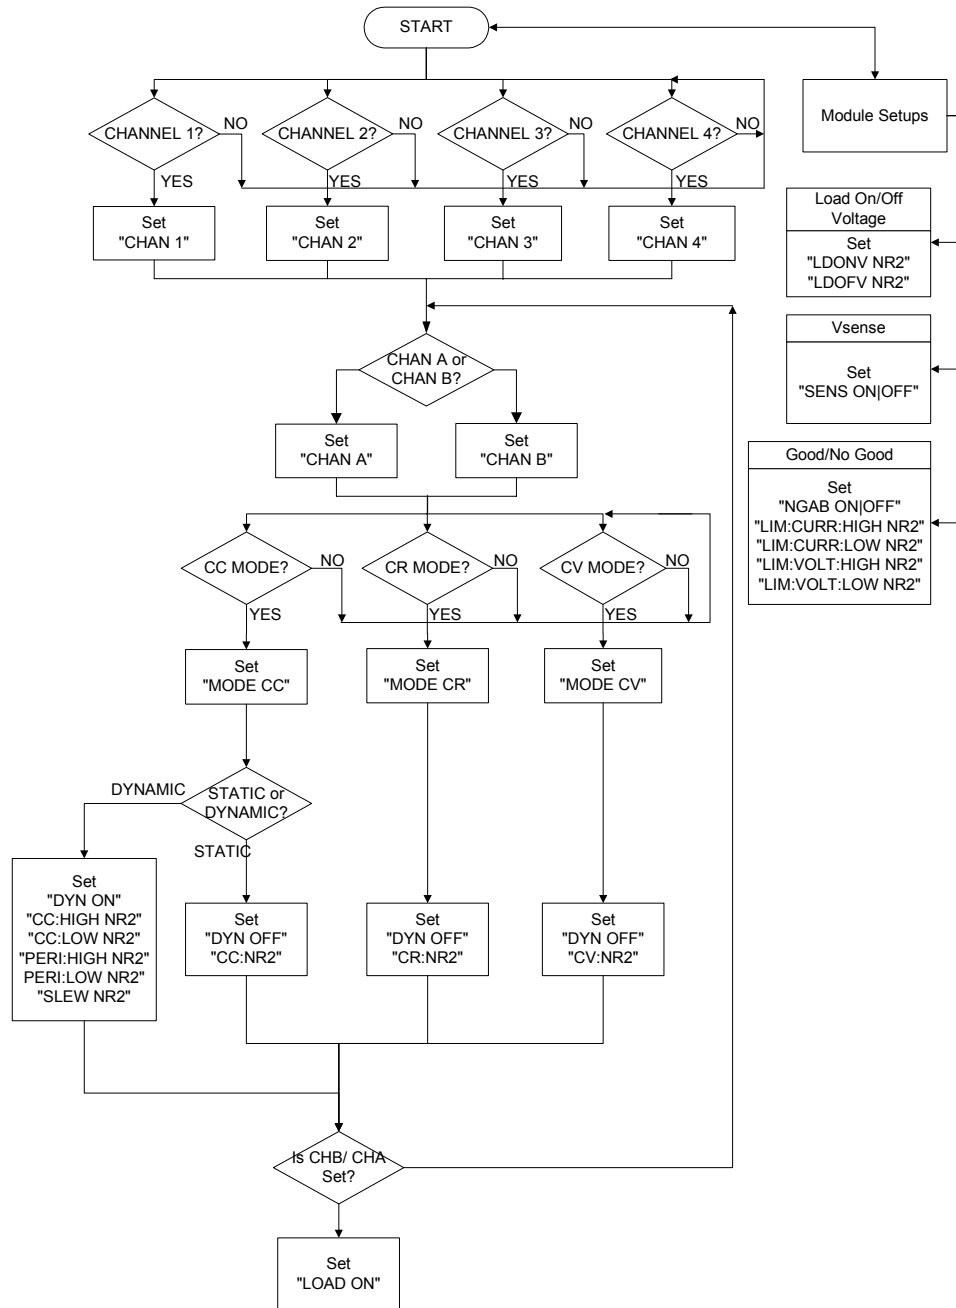 START
Module Setups
CHANNEL 1?
NO
CHANNEL 2?
NO
CHANNEL 3?
NO
CHANNEL 4?
NO
YES
YES
YES
YES
Set
"CHAN 1"
Set
"CHAN 2"
Set
"CHAN 3"
Set
"CHAN 4"
Load On/Off
Voltage
Set
"LDONV NR2"
"LDOFV NR2"
Vsense
Set
"SENS ON|OFF"
Good/No Good
Set
"NGAB ON|OFF"
"LIM:CURR:HIGH NR2"
"LIM:CURR:LOW NR2"
"LIM:VOLT:HIGH NR2"
"LIM:VOLT:LOW NR2"
CHAN A or
CHAN B?
Set
"CHAN A"
Set
"CHAN B"
CC MODE?
NO
CR MODE?
NO
CV MODE?
NO
YES
YES
YES
Set
"MODE CC"
Set
"MODE CR"
Set
"MODE CV"
DYNAMIC
STATIC or
DYNAMIC?
STATIC
Set
"DYN ON"
"CC:HIGH NR2"
"CC:LOW NR2"
"PERI:HIGH NR2"
PERI:LOW NR2"
"SLEW NR2"
Set
"DYN OFF"
"CC:NR2"
Set
"DYN OFF"
"CR:NR2"
Set
"DYN OFF"
"CV:NR2"
Is CHB/ CHA
Set?
Set
"LOAD ON"